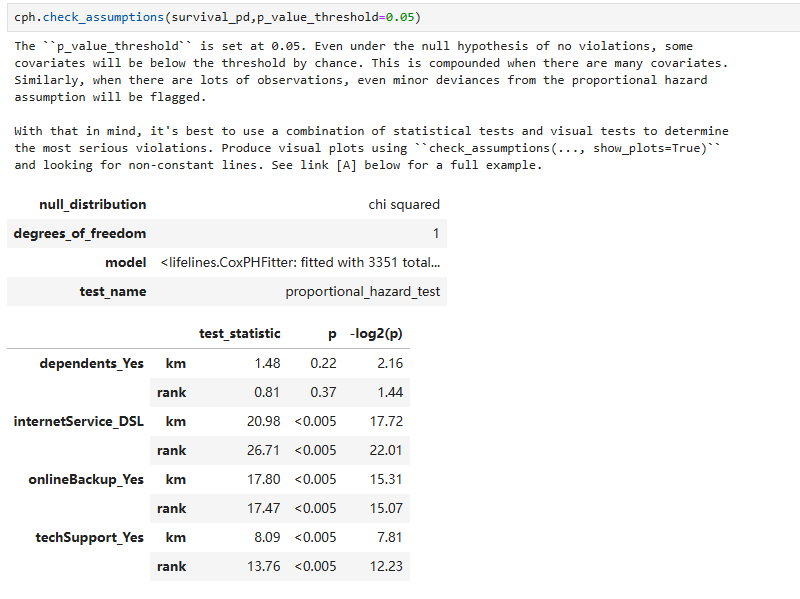 cph.check_assumptions(survival_pd,p_value_threshold=0.05)
The ``p_value_threshold`` is set at 0.05. Even under the null hypothesis of no violations, some
covariates will be below the threshold by chance. This is compounded when there are many covariates.
Similarly, when there are lots of observations, even minor deviances from the proportional hazard
assumption will be flagged.
With that in mind, it's best to use a combination of statistical tests and visual tests to determine
the most serious violations. Produce visual plots using ``check_assumptions(..., show_plots=True)``
and looking for non-constant lines. See link [A] below for a full example.
null_distribution chi squared
degrees_of_freedom 1
model <lifelines.CoxPHFitter: fitted with 3351 total...
test_name proportional_hazard_test
test_statistic p -log2(p)
dependents_Yes km 1.48 0.22 2.16
rank 0.81 0.37 1.44
internetService_DSL km 20.98 <0.005 17.72
rank 26.71 <0.005 22.01
onlineBackup_Yes km 17.80 <0.005 15.31
rank 17.47 <0.005 15.07
techSupport_Yes km 8.09 <0.005 7.81
rank 13.76 <0.005 12.23